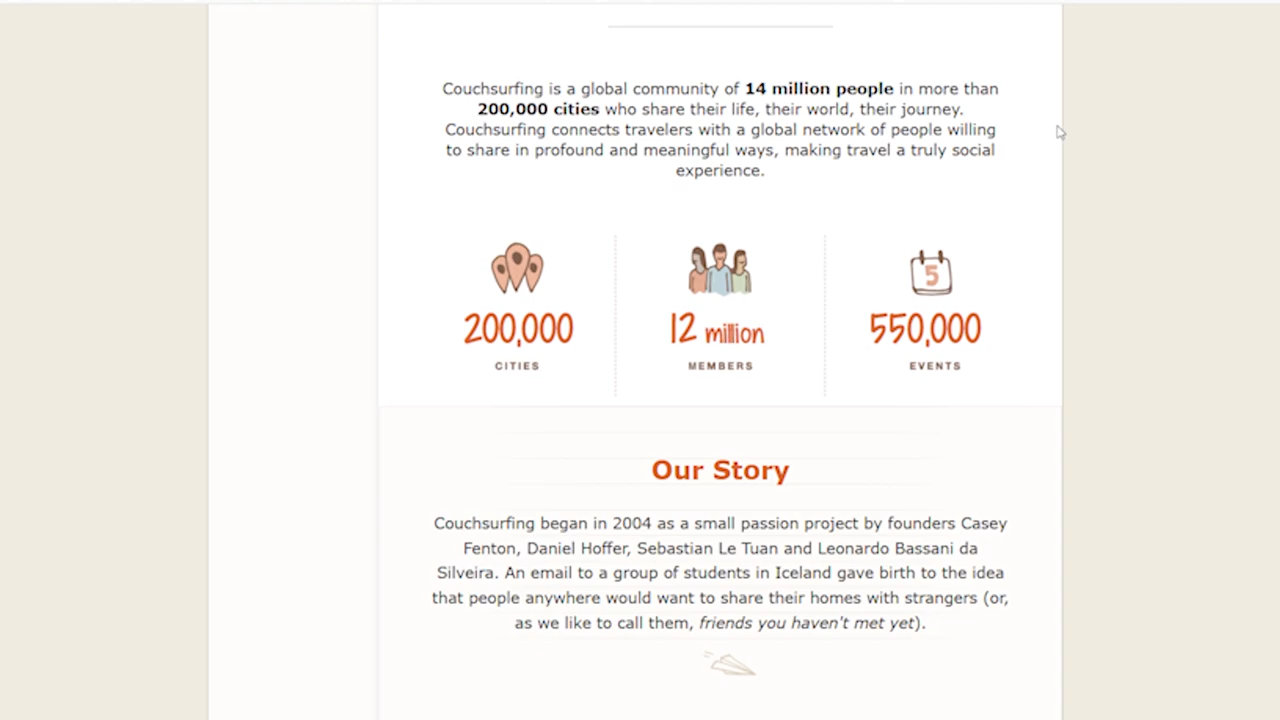 Couchsurfing is a global community of 14 million people in more than
200,000 cities who share their life, their world, their journey.
Couchsurfing connects travelers with a global network of people willing
to share in profound and meaningful ways, making travel a truly social
experience.
5
200,000
CITIES
12 million
MEMBERS
550,000
EVENTS
Our Story
Couchsurfing began in 2004 as a small passion project by founders Casey
Fenton, Daniel Hoffer, Sebastian Le Tuan and Leonardo Bassani da
Silveira. An email to a group of students in Iceland gave birth to the idea
that people anywhere would want to share their homes with strangers (or,
as we like to call them, friends you haven't met yet).